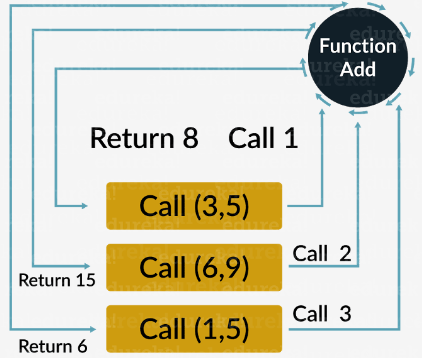 Function
Add
Return 8 Call 1
Call (3,5)
Call (6,9)
Call 2
Return 15
Call (1,5)
Call 3
Return 6